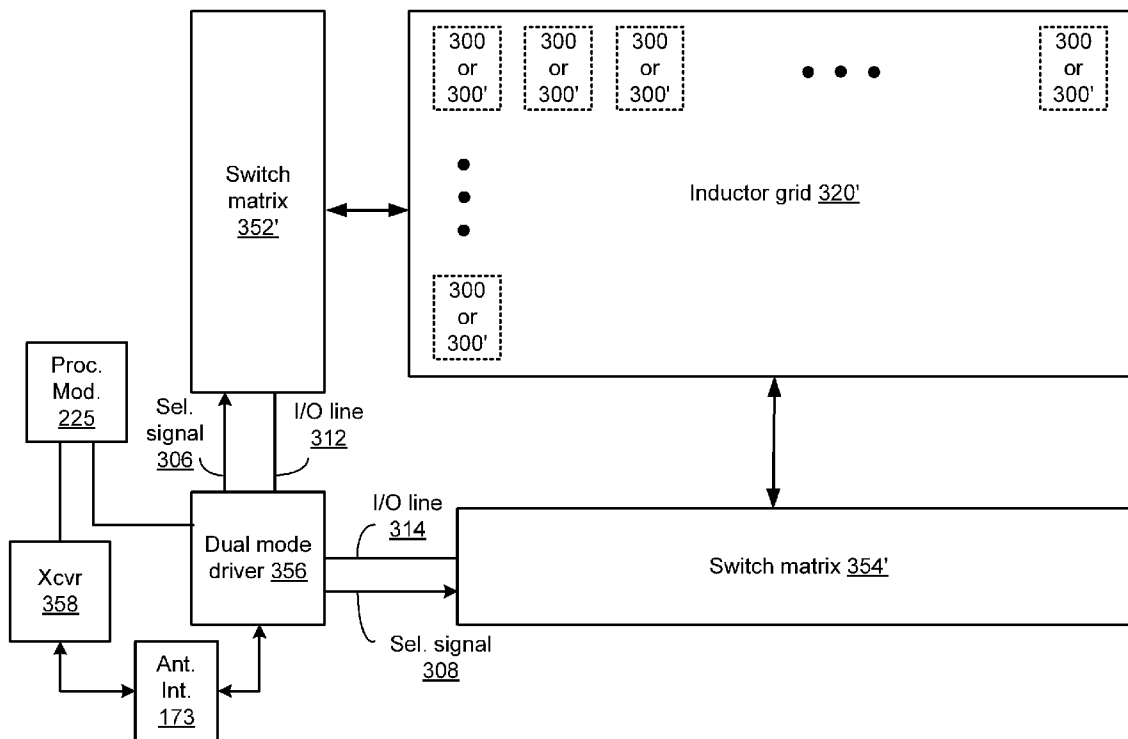 300
or
300'
300
or
300'
300
or
300'
300
or
300'
Switch
matrix
352'
Inductor grid 320'
300
or
300'
Proc.
Mod.
225
Sel.
signal
306
I/O line
312
I/O line
314
Dual mode
driver 356
Switch matrix 354'
Xcvr
358
Sel. signal
308
Ant.
Int.
173